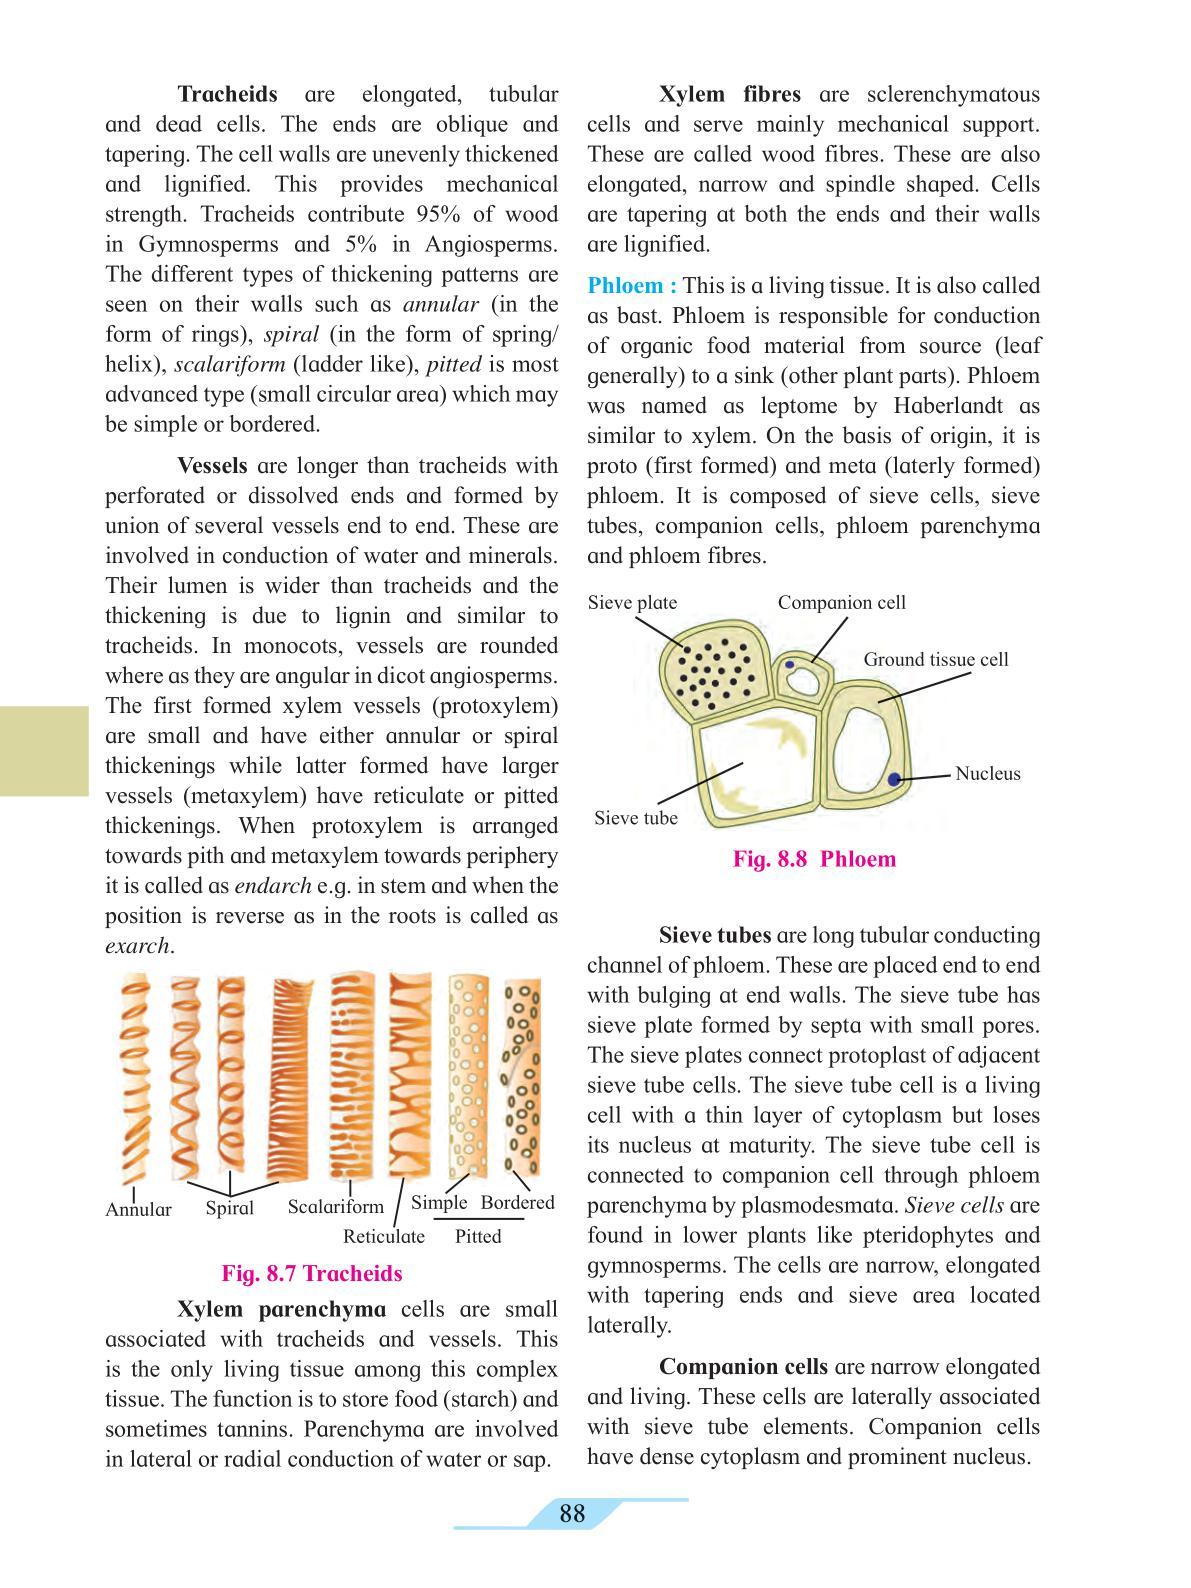 Tracheids are elongated, tubular
and dead cells. The ends are oblique and
tapering. The cell walls are unevenly thickened
and lignified. This provides mechanical
strength. Tracheids contribute 95% of wood
in Gymnosperms and 5% in Angiosperms.
The different types of thickening patterns are
seen on their walls such as annular (in the
form of rings), spiral (in the form of spring/
helix), scalariform (ladder like), pitted is most
advanced type (small circular area) which may
be simple or bordered.
Vessels are longer than tracheids with
perforated or dissolved ends and formed by
union of several vessels end to end. These are
involved in conduction of water and minerals.
Their lumen is wider than tracheids and the
thickening is due to lignin and similar to
tracheids. In monocots, vessels are rounded
where as they are angular in dicot angiosperms.
The first formed xylem vessels (protoxylem)
are small and have either annular or spiral
thickenings while latter formed have larger
vessels (metaxylem) have reticulate or pitted
thickenings. When protoxylem is arranged
towards pith and metaxylem towards periphery
it is called as endarch e.g. in stem and when the
position is reverse as in the roots is called as
exarch.
Annular Spiral Scalariform Simple Bordered
Reticulate Pitted
Fig. 8.7 Tracheids
Xylem parenchyma cells are small
associated with tracheids and vessels. This
is the only living tissue among this complex
tissue. The function is to store food (starch) and
sometimes tannins. Parenchyma are involved
in lateral or radial conduction of water or sap.
Xylem fibres are sclerenchymatous
cells and serve mainly mechanical support.
These are called wood fibres. These are also
elongated, narrow and spindle shaped. Cells
are tapering at both the ends and their walls
are lignified.
Phloem : This is a living tissue. It is also called
as bast. Phloem is responsible for conduction
of organic food material from source (leaf
generally) to a sink (other plant parts). Phloem
was named as leptome by Haberlandt as
similar to xylem. On the basis of origin, it is
proto (first formed) and meta (laterly formed)
phloem. It is composed of sieve cells, sieve
tubes, companion cells, phloem parenchyma
and phloem fibres.
Sieve plate Companion cell
Ground tissue cell
Nucleus
Sieve tube
Fig. 8.8 Phloem
Sieve tubes are long tubular conducting
channel of phloem. These are placed end to end
with bulging at end walls. The sieve tube has
sieve plate formed by septa with small pores.
The sieve plates connect protoplast of adjacent
sieve tube cells. The sieve tube cell is a living
cell with a thin layer of cytoplasm but loses
its nucleus at maturity. The sieve tube cell is
connected to companion cell through phloem
parenchyma by plasmodesmata. Sieve cells are
found in lower plants like pteridophytes and
gymnosperms. The cells are narrow, elongated
with tapering ends and sieve area located
laterally.
Companion cells are narrow elongated
and living. These cells are laterally associated
with sieve tube elements. Companion cells
have dense cytoplasm and prominent nucleus.
88